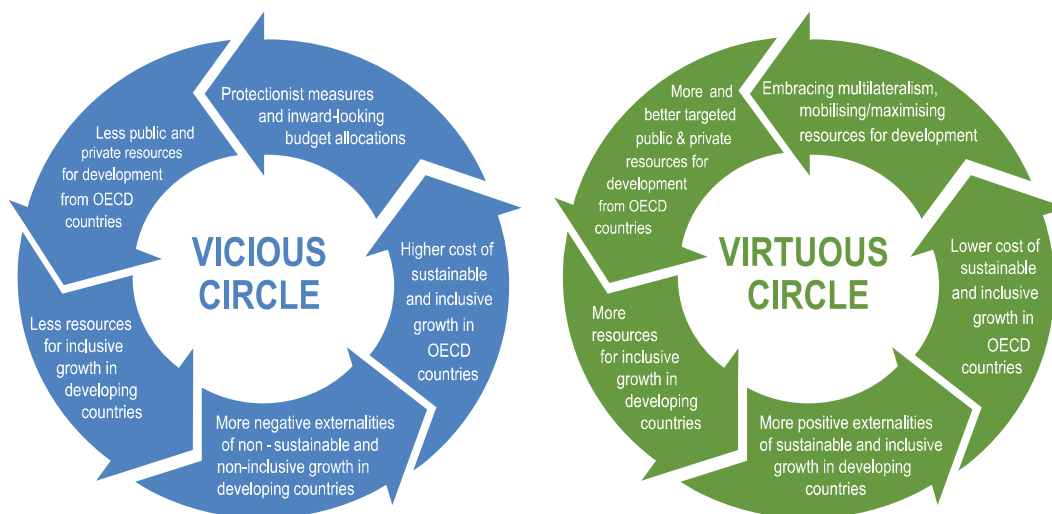 Protectionist measures
and inward-looking
budget allocations
Less public and
private resources
for development
from OECD
countries
Less resources
for inclusive
growth in
developing
countries
More negative externalities
of non - sustainable and
non-inclusive growth in
developing countries
Higher cost of
sustainable
and inclusive
growth in
OECD
countries
VICIOUS
CIRCLE
Embracing multilateralism,
mobilising/maximising
resources for development
More and
better targeted
public & private
resources for
development
from OECD
countries
More
resources
for inclusive
growth in
developing
countries
More positive externalities
of sustainable and inclusive
growth in developing
countries
Lower cost of
sustainable
and inclusive
growth in
OECD
countries
VIRTUOUS
CIRCLE